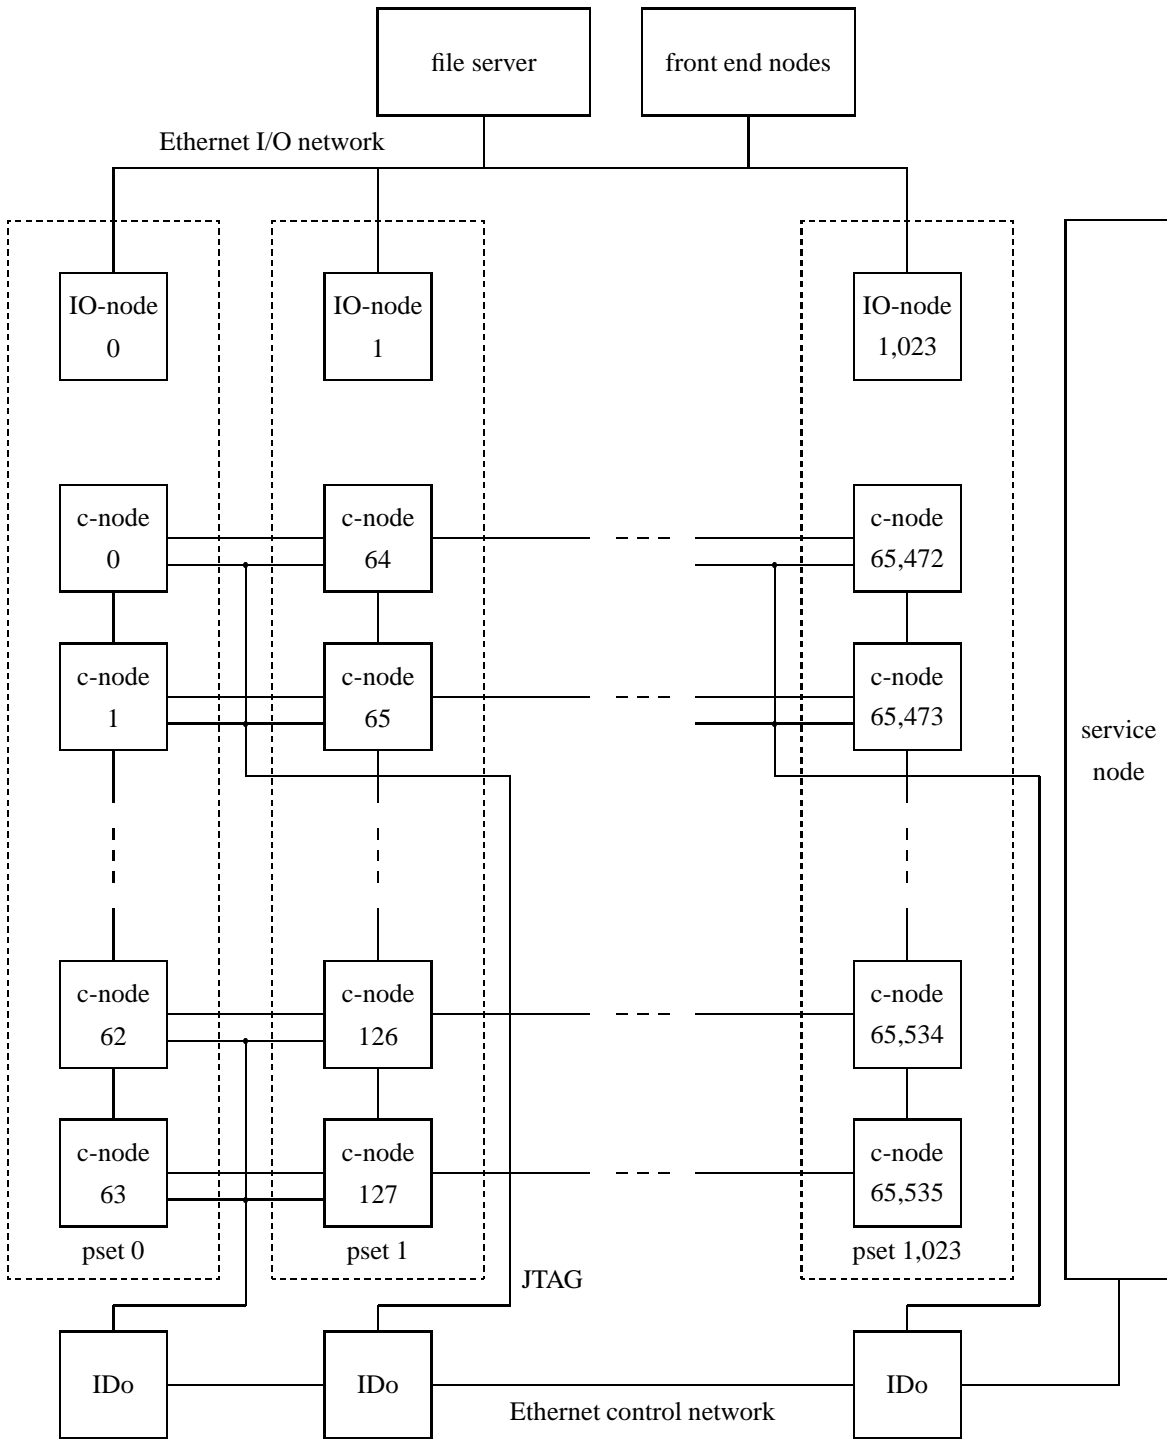 file server
front end nodes
Ethernet I/O network
IO-node
0
IO-node
1
IO-node
1,023
c-node
0
c-node
64
c-node
65,472
c-node
1
c-node
65
c-node
65,473
service
node
c-node
62
c-node
126
c-node
65,534
c-node
63
c-node
127
c-node
65,535
pset 0
pset 1
pset 1,023
JTAG
IDo
IDo
IDo
Ethernet control network